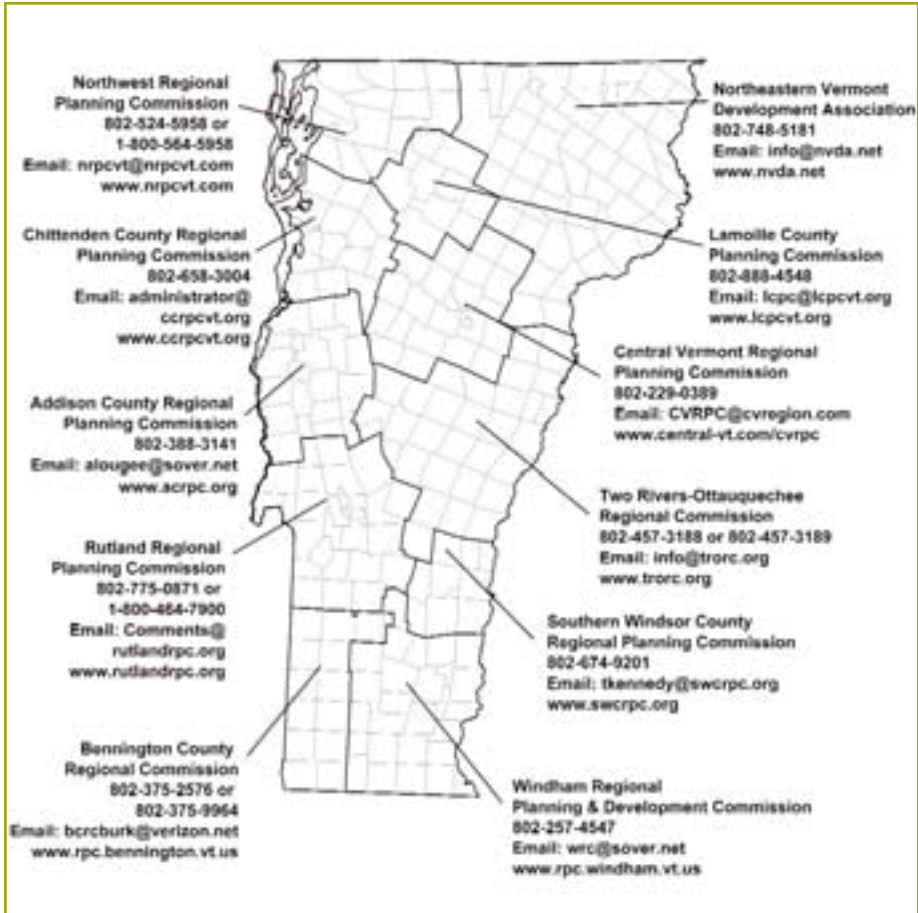 Northwest Regional
Planning Commission
802-524-5958 or
1-800-564-5958
Email: nrpcvt@nrpcvt.com
www.nrpcvt.com
Chittenden County Regional
Planning Commission
802-658-3004
Email: administrator@
ccrpcvt.org
www.ccrpcvt.org
Addison County Regional
Planning Commission
802-388-3141
Email: alougee@sover.net
www.acrpc.org
Rutland Regional
Planning Commission
802-775-0871 or
1-800-464-7900
Email: Comments@
rutlandrpc.org
www.rutlandrpc.org
Bennington County
Regional Commission
802-375-2576 or
802-375-9964
Email: bcrcburk@verizon.net
www.rpc.bennington.vt.us
Northeastern Vermont
Development Association
802-748-5181
Email: info@nvda.net
www.nvda.net
Lamoille County
Planning Commission
802-888-4548
Email: lcpc@lcpcvt.org
www.lcpcvt.org
Central Vermont Regional
Planning Commission
802-229-0389
Email: CVRPC@cvregion.com
www.central-vt.com/cvrpc
Two Rivers-Ottauquechee
Regional Commission
802-457-3188 or 802-457-3189
Email: info@trorc.org
www.trorc.org
Southern Windsor County
Regional Planning Commission
802-674-9201
Email: tkennedy@swcrpc.org
www.swcrpc.org
Windham Regional
Planning & Development Commission
802-257-4547
Email: wrc@sover.net
www.rpc.windham.vt.us